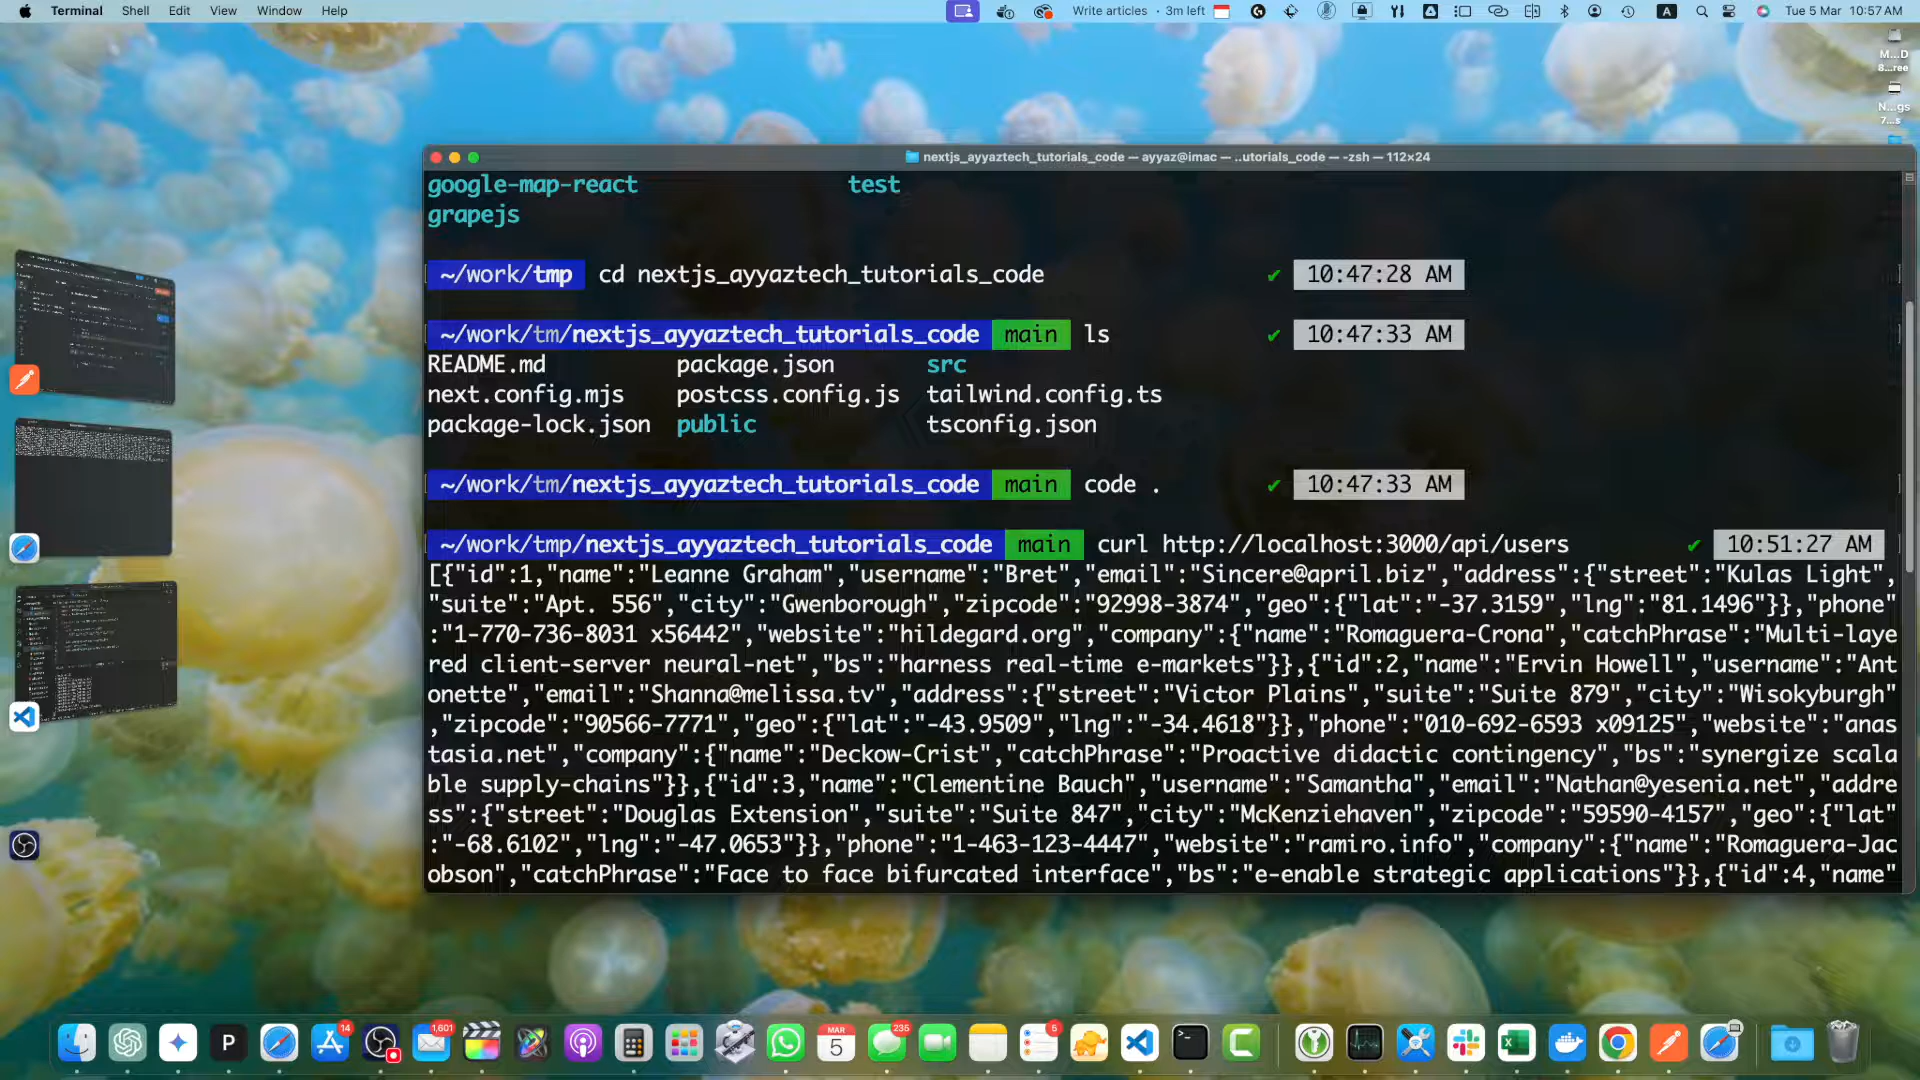 Terminal Shell Edit View Window Help Write articles · 3m left A Tue 5 Mar 10:57 AM
M...D
8...ree
N...gs
7...s
nextjs_ayyaztech_tutorials_code — ayyaz@imac — ..utorials_code — -zsh — 112×24
google-map-react test
grapejs
~/work/tmp cd nextjs_ayyaztech_tutorials_code ✔ 10:47:28 AM
~/work/tm/nextjs_ayyaztech_tutorials_code main ls ✔ 10:47:33 AM
README.md package.json src
next.config.mjs postcss.config.js tailwind.config.ts
package-lock.json public tsconfig.json
~/work/tm/nextjs_ayyaztech_tutorials_code main code . ✔ 10:47:33 AM
~/work/tmp/nextjs_ayyaztech_tutorials_code main curl http://localhost:3000/api/users ✔ 10:51:27 AM
[{"id":1,"name":"Leanne Graham","username":"Bret","email":"Sincere@april.biz","address":{"street":"Kulas Light",
"suite":"Apt. 556","city":"Gwenborough","zipcode":"92998-3874","geo":{"lat":"-37.3159","lng":"81.1496"}},"phone"
:"1-770-736-8031 x56442","website":"hildegard.org","company":{"name":"Romaguera-Crona","catchPhrase":"Multi-laye
red client-server neural-net","bs":"harness real-time e-markets"}},{"id":2,"name":"Ervin Howell","username":"Ant
onette","email":"Shanna@melissa.tv","address":{"street":"Victor Plains","suite":"Suite 879","city":"Wisokyburgh"
,"zipcode":"90566-7771","geo":{"lat":"-43.9509","lng":"-34.4618"}},"phone":"010-692-6593 x09125","website":"anas
tasia.net","company":{"name":"Deckow-Crist","catchPhrase":"Proactive didactic contingency","bs":"synergize scala
ble supply-chains"}},{"id":3,"name":"Clementine Bauch","username":"Samantha","email":"Nathan@yesenia.net","addre
ss":{"street":"Douglas Extension","suite":"Suite 847","city":"McKenziehaven","zipcode":"59590-4157","geo":{"lat"
:"-68.6102","lng":"-47.0653"}},"phone":"1-463-123-4447","website":"ramiro.info","company":{"name":"Romaguera-Jac
obson","catchPhrase":"Face to face bifurcated interface","bs":"e-enable strategic applications"}},{"id":4,"name"
14 1,601 MAR 235 5
P 5